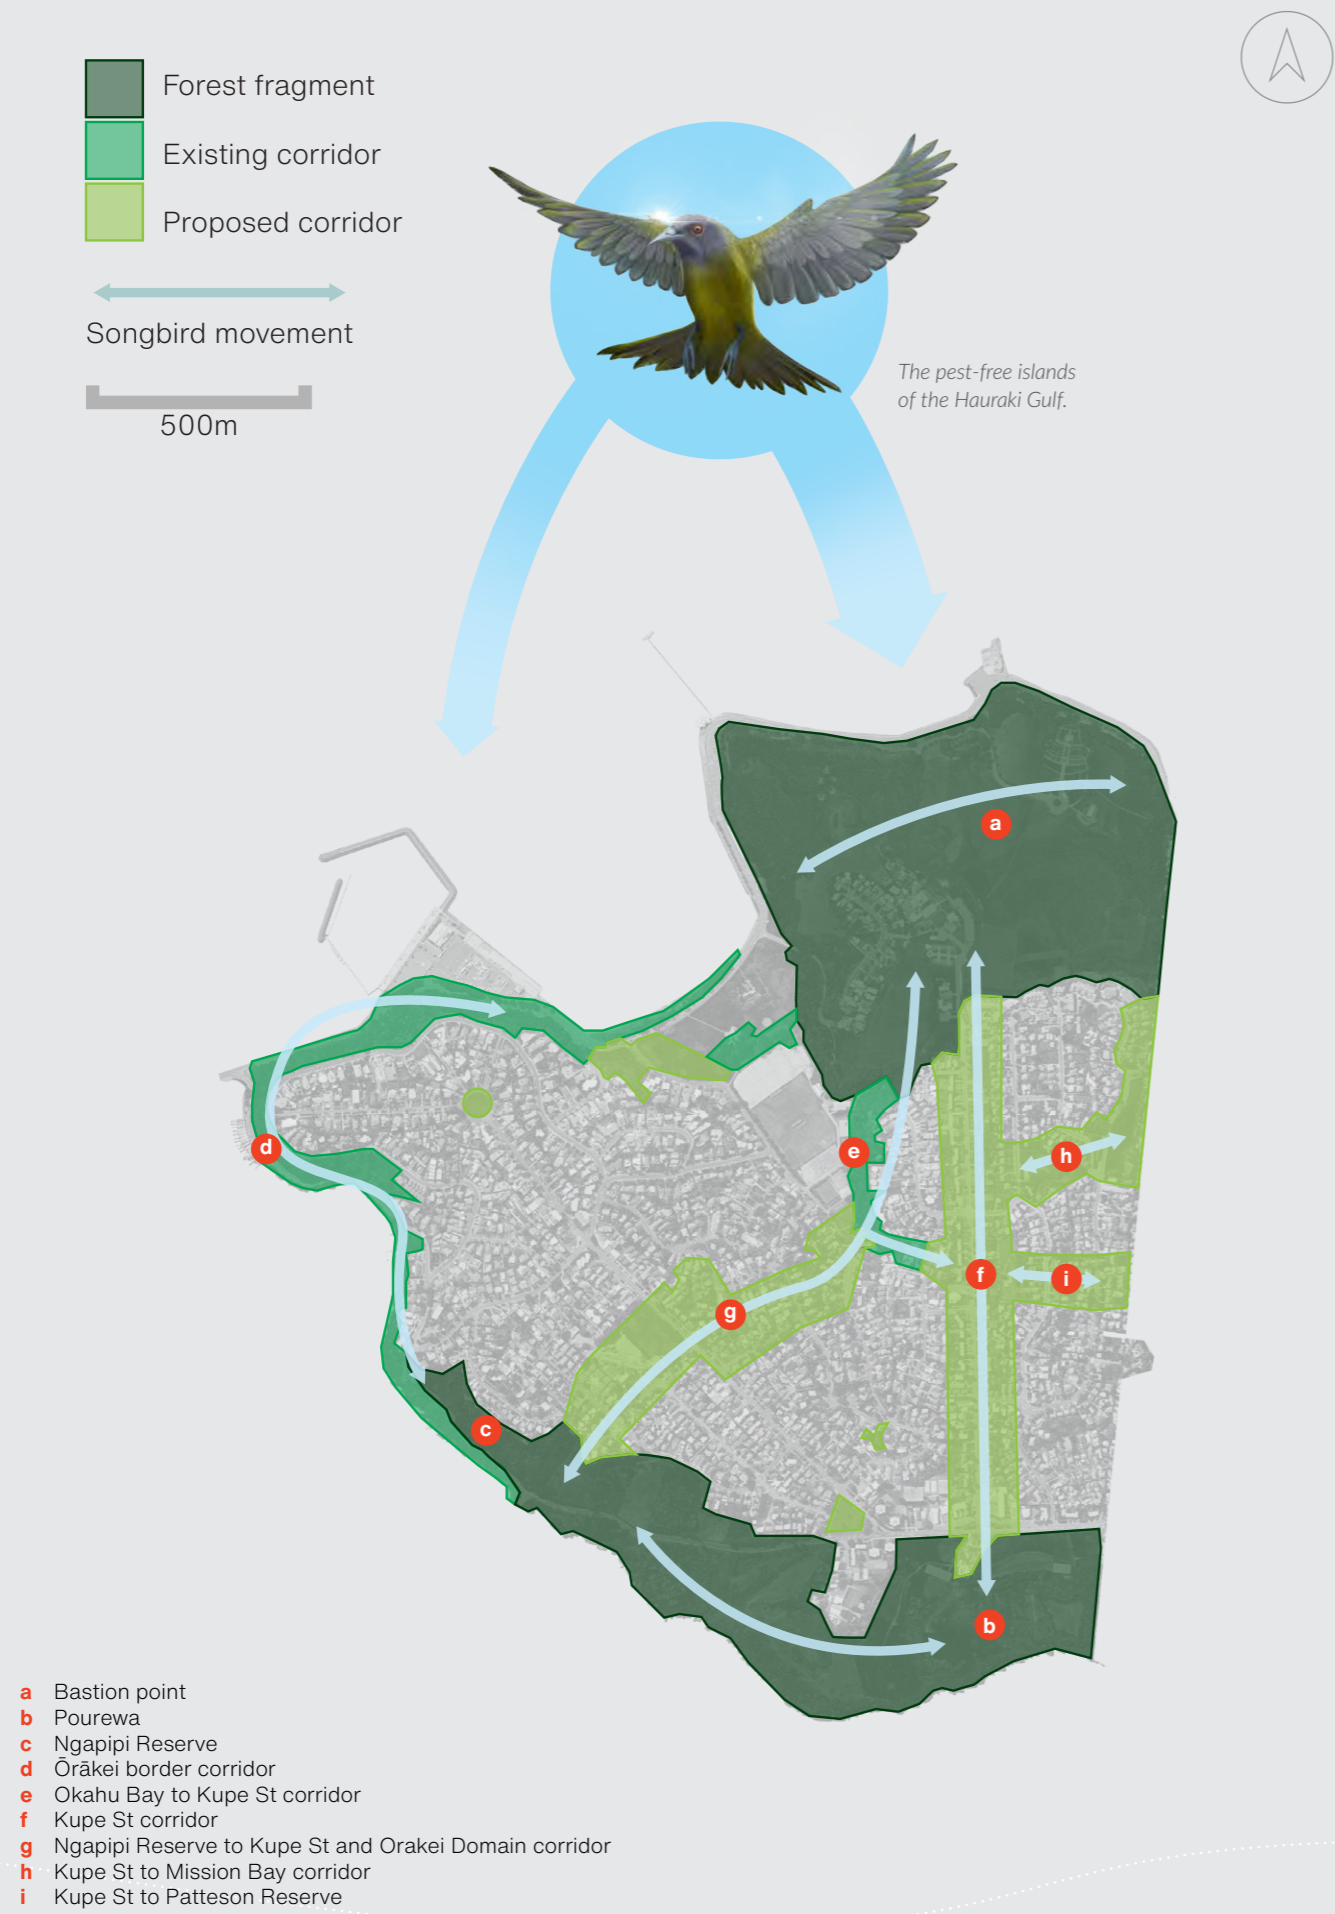 Forest fragment
Existing corridor
Proposed corridor
Songbird movement
500m
The pest-free islands
of the Hauraki Gulf.
a
d
e
h
f
i
g
c
b
a Bastion point
b Pourewa
c Ngapipi Reserve
d Ōrākei border corridor
e Okahu Bay to Kupe St corridor
f Kupe St corridor
g Ngapipi Reserve to Kupe St and Orakei Domain corridor
h Kupe St to Mission Bay corridor
i Kupe St to Patteson Reserve